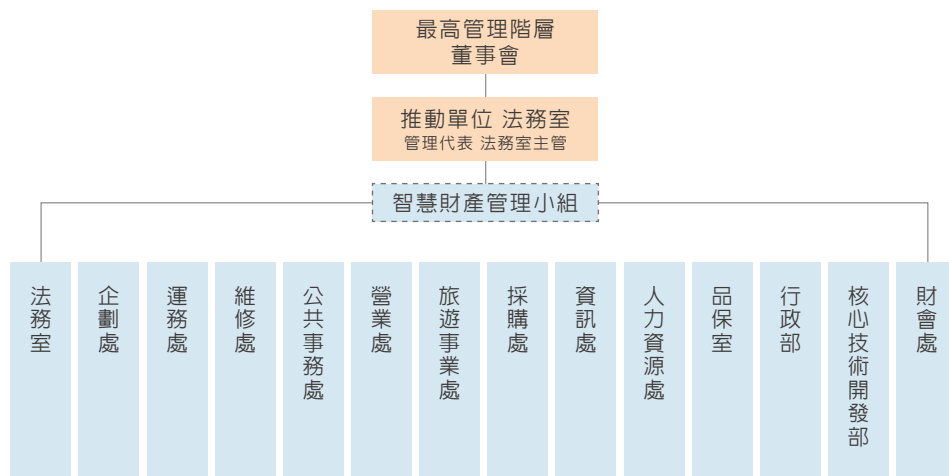 最高管理階層
董事會
推動單位 法務室
管理代表 法務室主管
智慧財產管理小組
法務室
企劃處
運務處
維修處
公共事務處
營業處
旅遊事業處
採購處
資訊處
人力資源處
品保室
行政部
核心技術開發部
財會處